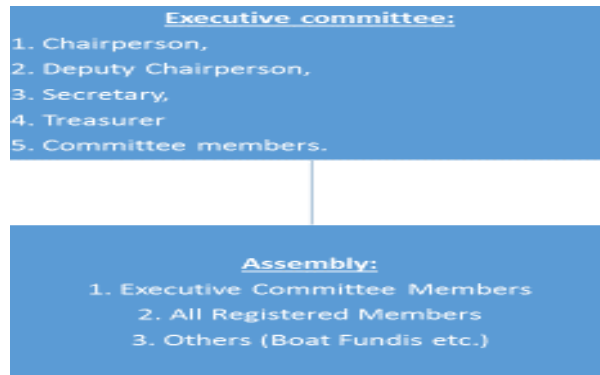 Executive committee:
1. Chairperson,
2. Deputy Chairperson,
3. Secretary,
4. Treasurer
5. Committee members.
Assembly:
1. Executive Committee Members
2. All Registered Members
3. Others (Boat Fundis etc.)